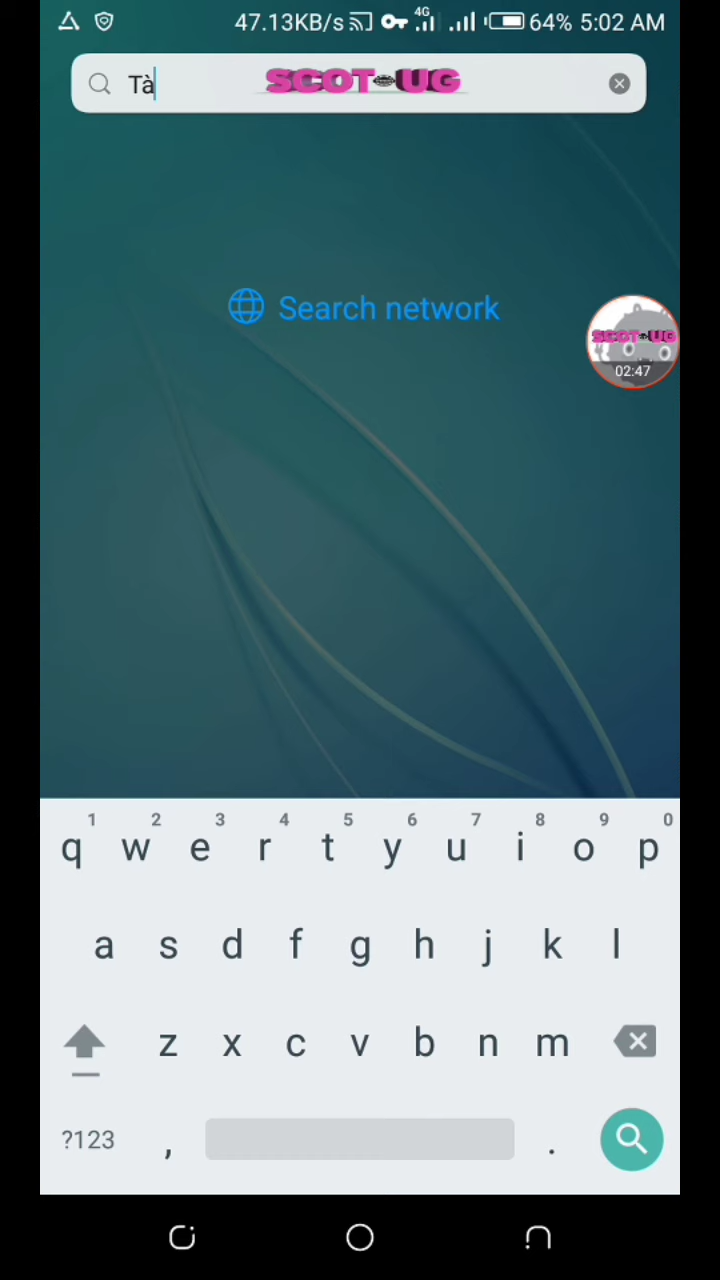 47.13KB/s 4G 64% 5:02 AM
Tà SCOT UG
Search network
SCOT UG
02:47
1 2 3 4 5 6 7 8 9 0
q w e r t y u i o p
a s d f g h j k l
z x c v b n m
?123 , .